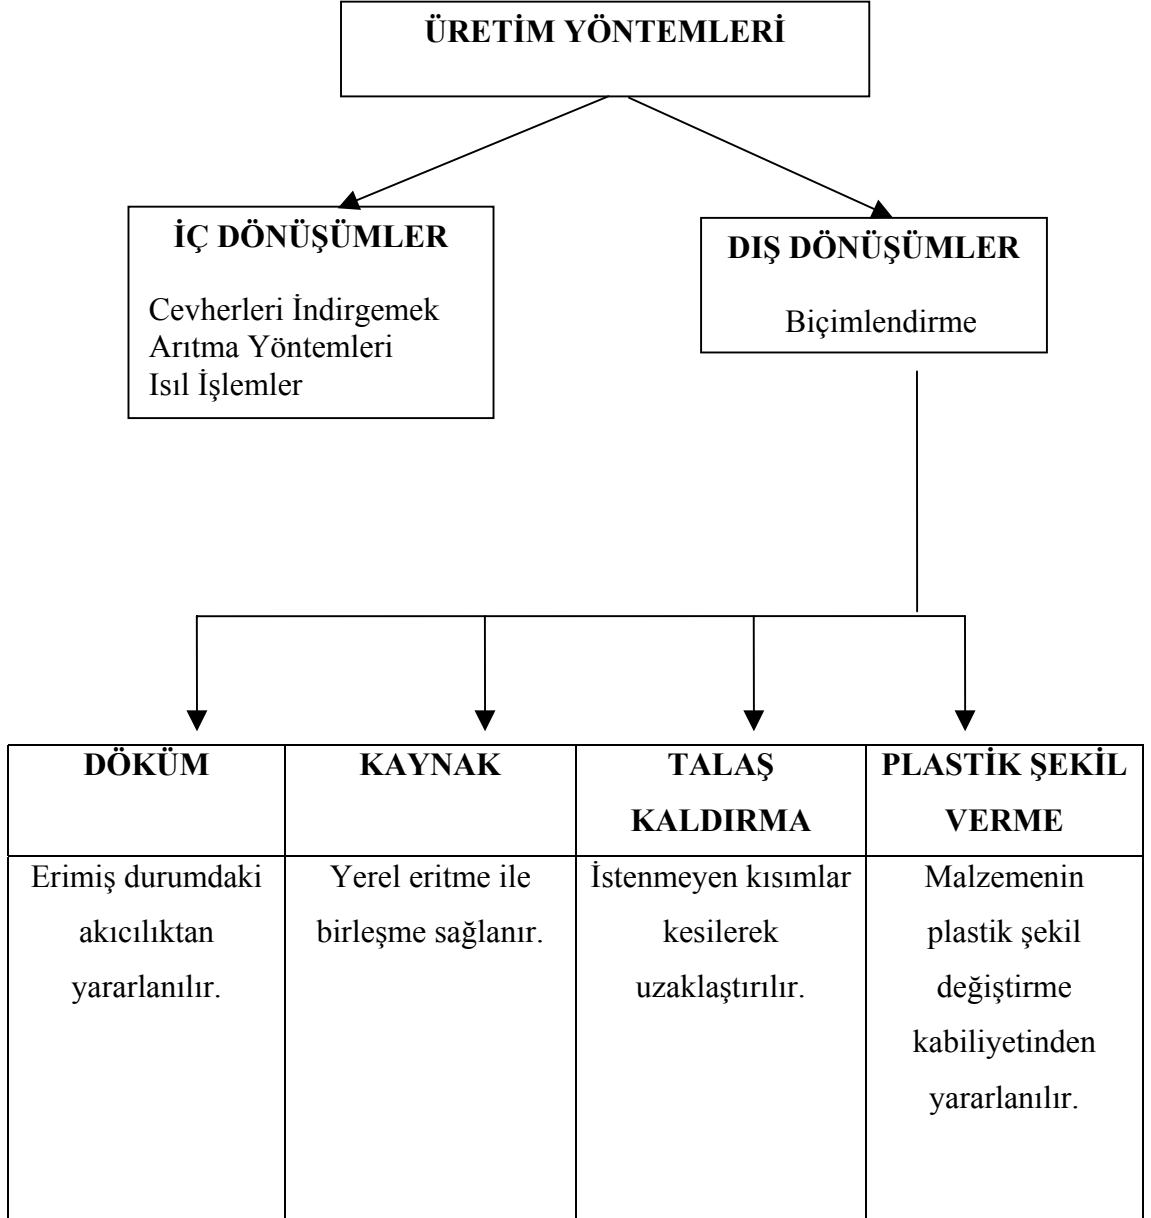 ÜRETİM YÖNTEMLERİ
İÇ DÖNÜŞÜMLER
Cevherleri İndirgemek
Arıtma Yöntemleri
Isıl İşlemler
DIŞ DÖNÜŞÜMLER
Biçimlendirme
DÖKÜM
Erimiş durumdaki
akıcılıktan
yararlanılır.
KAYNAK
Yerel eritme ile
birleşme sağlanır.
TALAŞ
KALDIRMA
İstenmeyen kısımlar
kesilerek
uzaklaştırılır.
PLASTİK ŞEKİL
VERME
Malzemenin
plastik şekil
değiştirme
kabiliyetinden
yararlanılır.